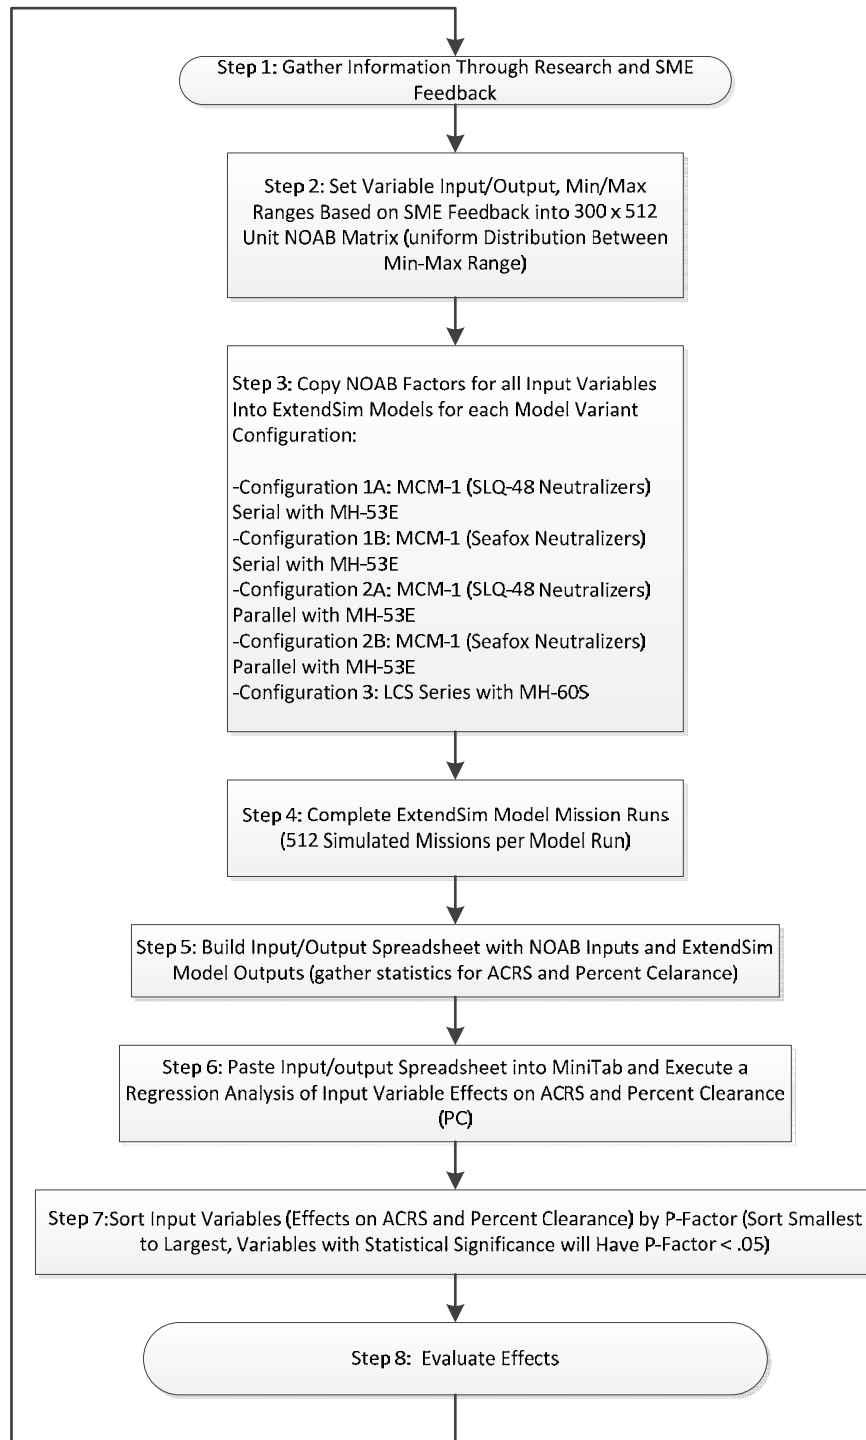 Step 1: Gather Information Through Research and SME
Feedback
Step 2: Set Variable Input/Output, Min/Max
Ranges Based on SME Feedback into 300 x 512
Unit NOAB Matrix (uniform Distribution Between
Min-Max Range)
Step 3: Copy NOAB Factors for all Input Variables
Into ExtendSim Models for each Model Variant
Configuration:
-Configuration 1A: MCM-1 (SLQ-48 Neutralizers)
Serial with MH-53E
-Configuration 1B: MCM-1 (Seafox Neutralizers)
Serial with MH-53E
-Configuration 2A: MCM-1 (SLQ-48 Neutralizers)
Parallel with MH-53E
-Configuration 2B: MCM-1 (Seafox Neutralizers)
Parallel with MH-53E
-Configuration 3: LCS Series with MH-60S
Step 4: Complete ExtendSim Model Mission Runs
(512 Simulated Missions per Model Run)
Step 5: Build Input/Output Spreadsheet with NOAB Inputs and ExtendSim
Model Outputs (gather statistics for ACRS and Percent Celarance)
Step 6: Paste Input/output Spreadsheet into MiniTab and Execute a
Regression Analysis of Input Variable Effects on ACRS and Percent Clearance
(PC)
Step 7:Sort Input Variables (Effects on ACRS and Percent Clearance) by P-Factor (Sort Smallest
to Largest, Variables with Statistical Significance will Have P-Factor < .05)
Step 8: Evaluate Effects